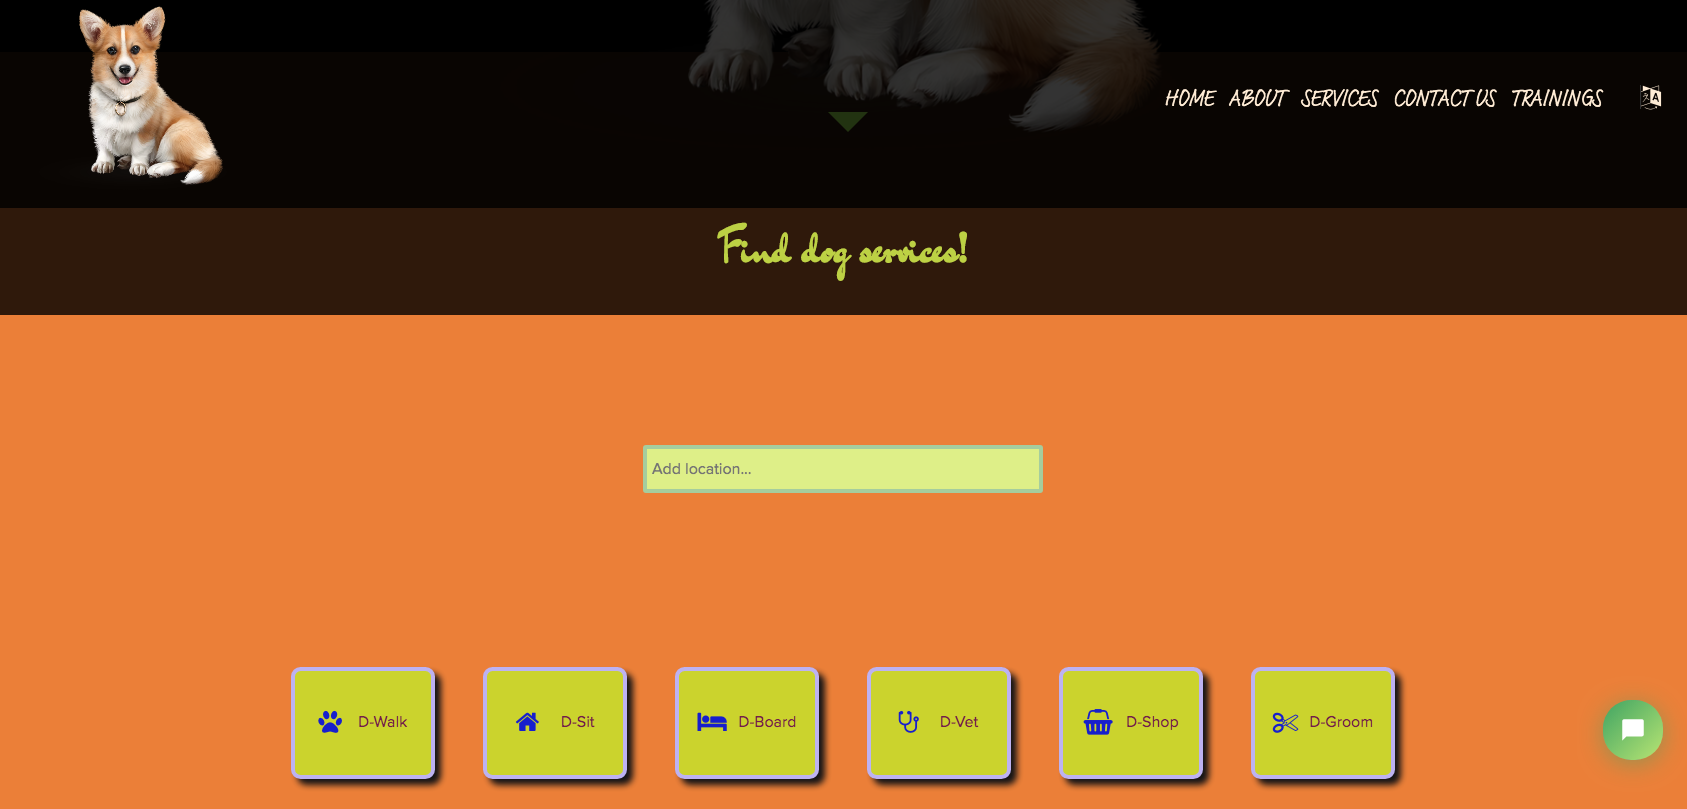 HOME ABOUT SERVICES CONTACT US TRAININGS
Find dog services!
Add location...
D-Walk
D-Sit
D-Board
D-Vet
D-Shop
D-Groom